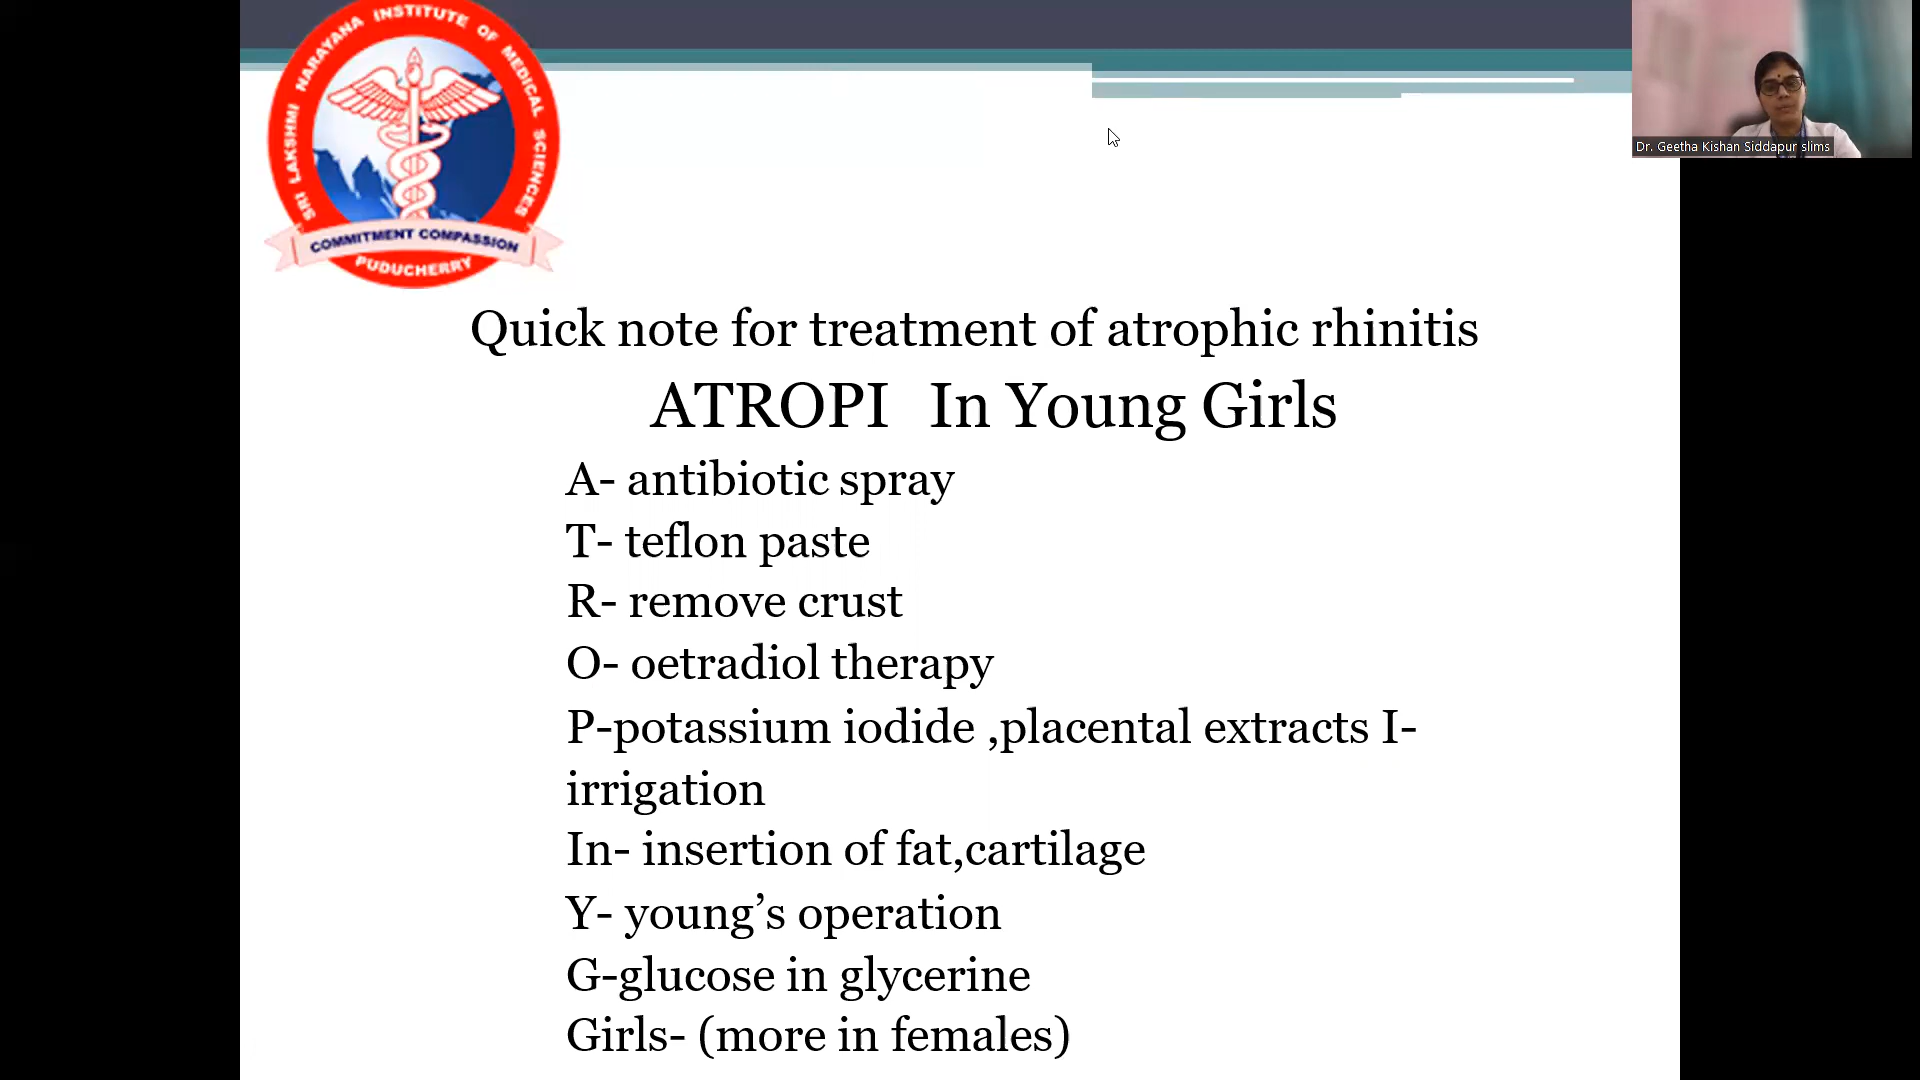 SRI LAKSHMI NARAYANA INSTITUTE OF MEDICAL SCIENCES
COMMITMENT COMPASSION
PUDUCHERRY
Dr. Geetha Kishan Siddapur slims
Quick note for treatment of atrophic rhinitis
ATROPI In Young Girls
A- antibiotic spray
T- teflon paste
R- remove crust
O- oetradiol therapy
P-potassium iodide ,placental extracts I-
irrigation
In- insertion of fat,cartilage
Y- young’s operation
G-glucose in glycerine
Girls- (more in females)